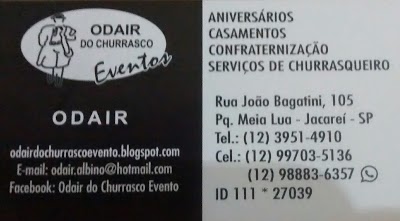 ODAIR
DO CHURRASCO
Eventos
ODAIR
odairdochurrascoevento.blogspot.com
E-mail: odair.albino@hotmail.com
Facebook: Odair do Churrasco Evento
ANIVERSÁRIOS
CASAMENTOS
CONFRATERNIZAÇÃO
SERVIÇOS DE CHURRASQUEIRO
Rua João Bagatini, 105
Pq. Meia Lua - Jacareí - SP
Tel.: (12) 3951-4910
Cel.: (12) 99703-5136
(12) 98883-6357
ID 111 * 27039